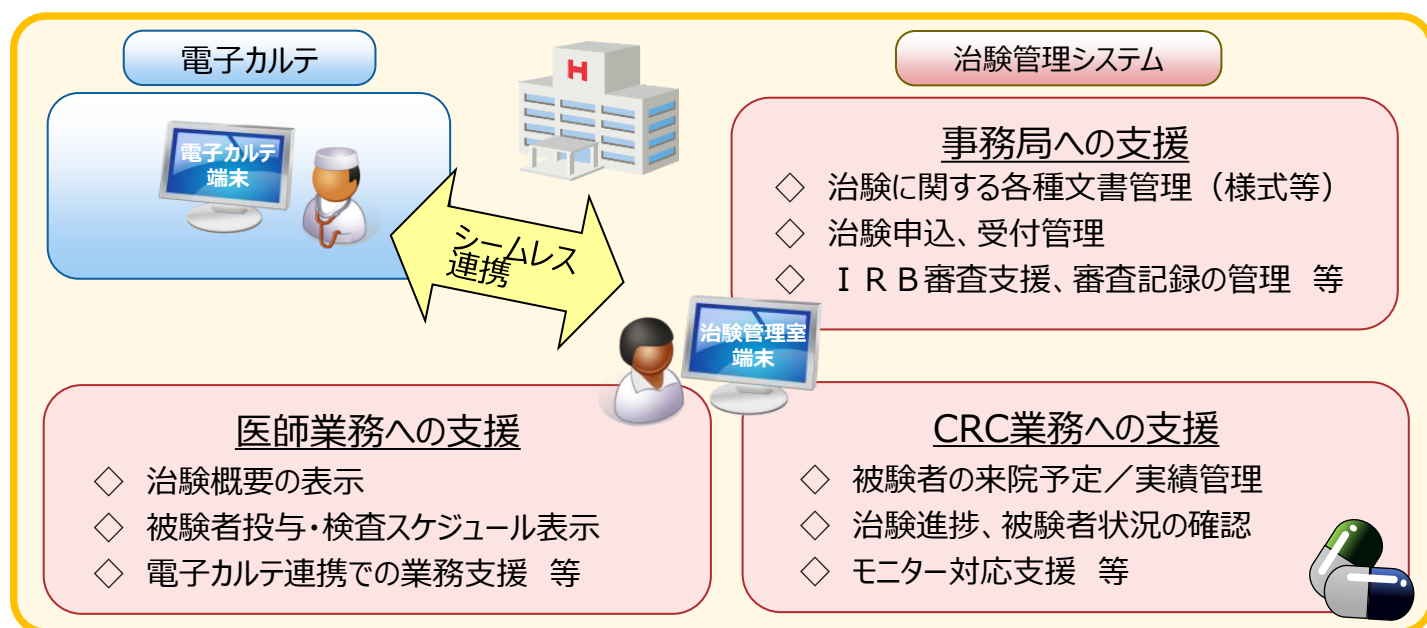 電子カルテ
H
治験管理システム
電子カルテ
端末
シームレス
連携
事務局への支援
◇ 治験に関する各種文書管理（様式等）
◇ 治験申込、受付管理
◇ ＩＲＢ審査支援、審査記録の管理 等
治験管理室
端末
医師業務への支援
◇ 治験概要の表示
◇ 被験者投与・検査スケジュール表示
◇ 電子カルテ連携での業務支援 等
CRC業務への支援
◇ 被験者の来院予定／実績管理
◇ 治験進捗、被験者状況の確認
◇ モニター対応支援 等